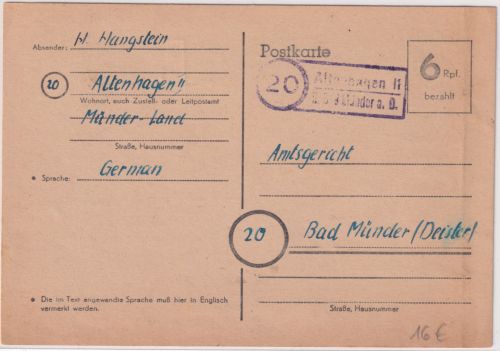 Absender: H. Hangstein
20 Altenhagen II
Wohnort, auch Zustell- oder Leitpostamt
Münder-Land
Straße, Hausnummer
• Sprache: German
• Die im Text angewandte Sprache muß hier in Englisch
vermerkt werden.
Postkarte
6 Rpf.
bezahlt
20 Altenhagen II
Münder a. D.
Amtsgericht
20 Bad Münder (Deister)
Straße, Hausnummer
16 €